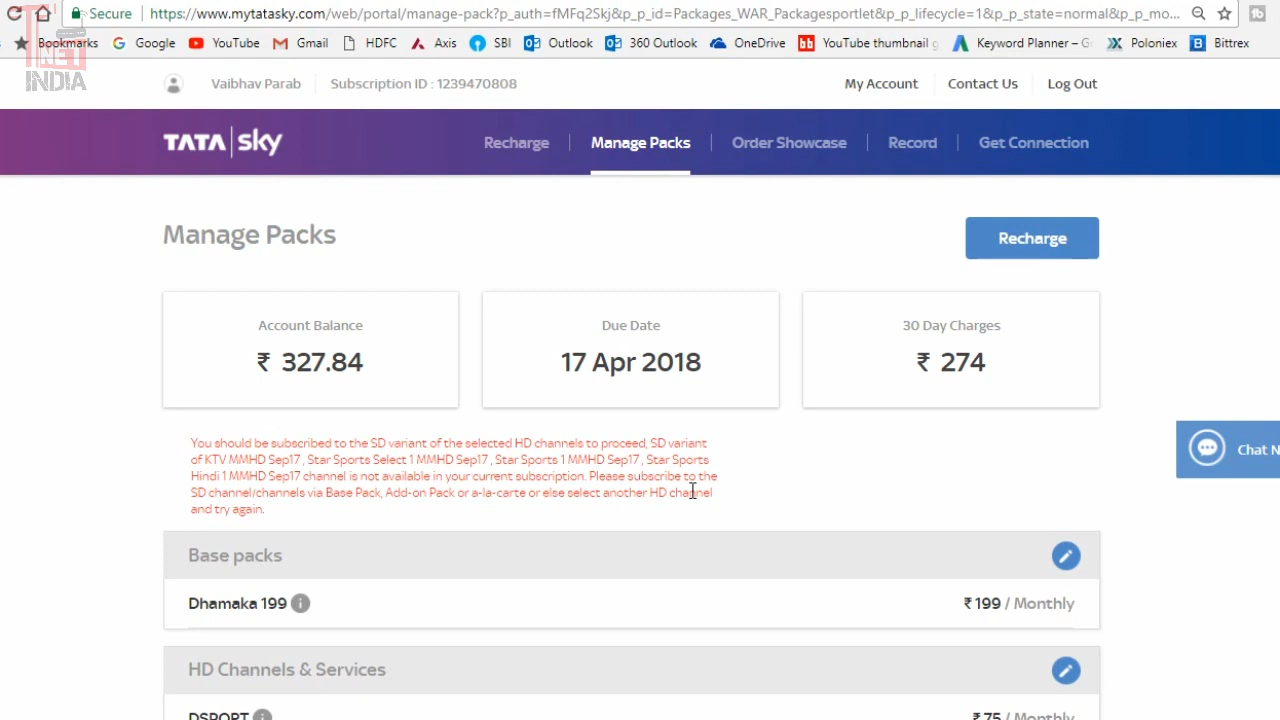 Secure https://www.mytatasky.com/web/portal/manage-pack?p_auth=fMFq2Skj&p_p_id=Packages_WAR_Packagesportlet&p_p_lifecycle=1&p_p_state=normal&p_p_mo...
Bookmarks Google YouTube Gmail HDFC Axis SBI Outlook 360 Outlook OneDrive YouTube thumbnail Keyword Planner – Poloniex Bittrex
T NET
INDIA
Vaibhav Parab Subscription ID : 1239470808 My Account Contact Us Log Out
TATA sky Recharge Manage Packs Order Showcase Record Get Connection
Manage Packs Recharge
Account Balance Due Date 30 Day Charges
₹ 327.84 17 Apr 2018 ₹ 274
You should be subscribed to the SD variant of the selected HD channels to proceed, SD variant
of KTV MMHD Sep17 , Star Sports Select 1 MMHD Sep17 , Star Sports 1 MMHD Sep17 , Star Sports
Hindi 1 MMHD Sep17 channel is not available in your current subscription. Please subscribe to the
SD channel/channels via Base Pack, Add-on Pack or a-la-carte or else select another HD channel
and try again.
Chat N
Base packs
Dhamaka 199 ₹ 199 / Monthly
HD Channels & Services
DSPORT ₹ 75 / Monthly